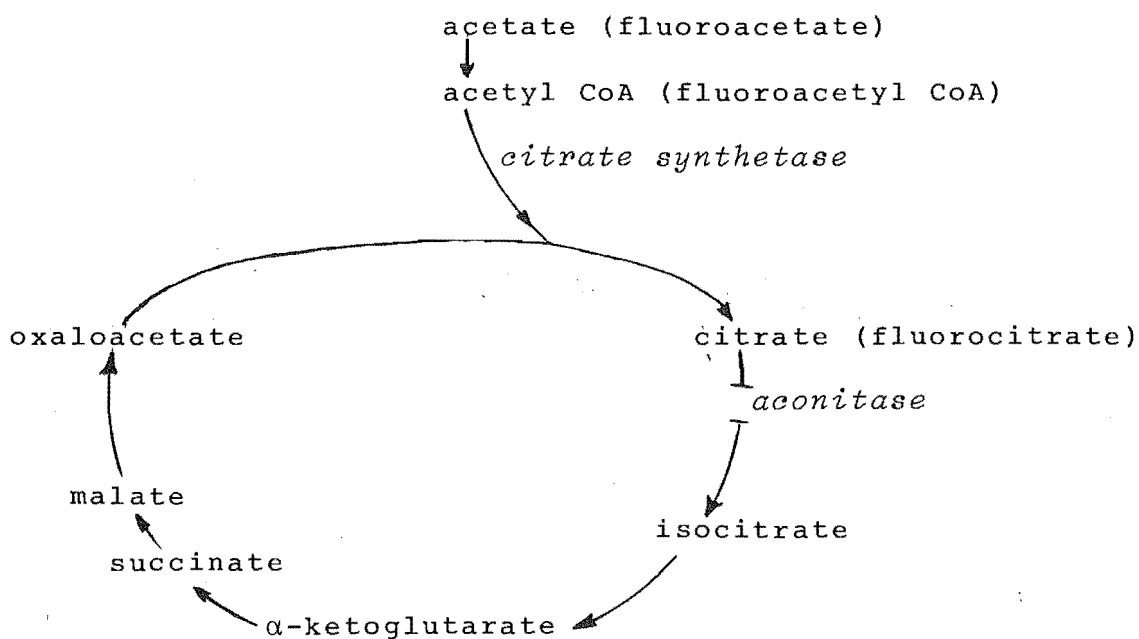 acetate (fluoroacetate)
acetyl CoA (fluoroacetyl CoA)
citrate synthetase
oxaloacetate
citrate (fluorocitrate)
aconitase
malate
isocitrate
succinate
α-ketoglutarate